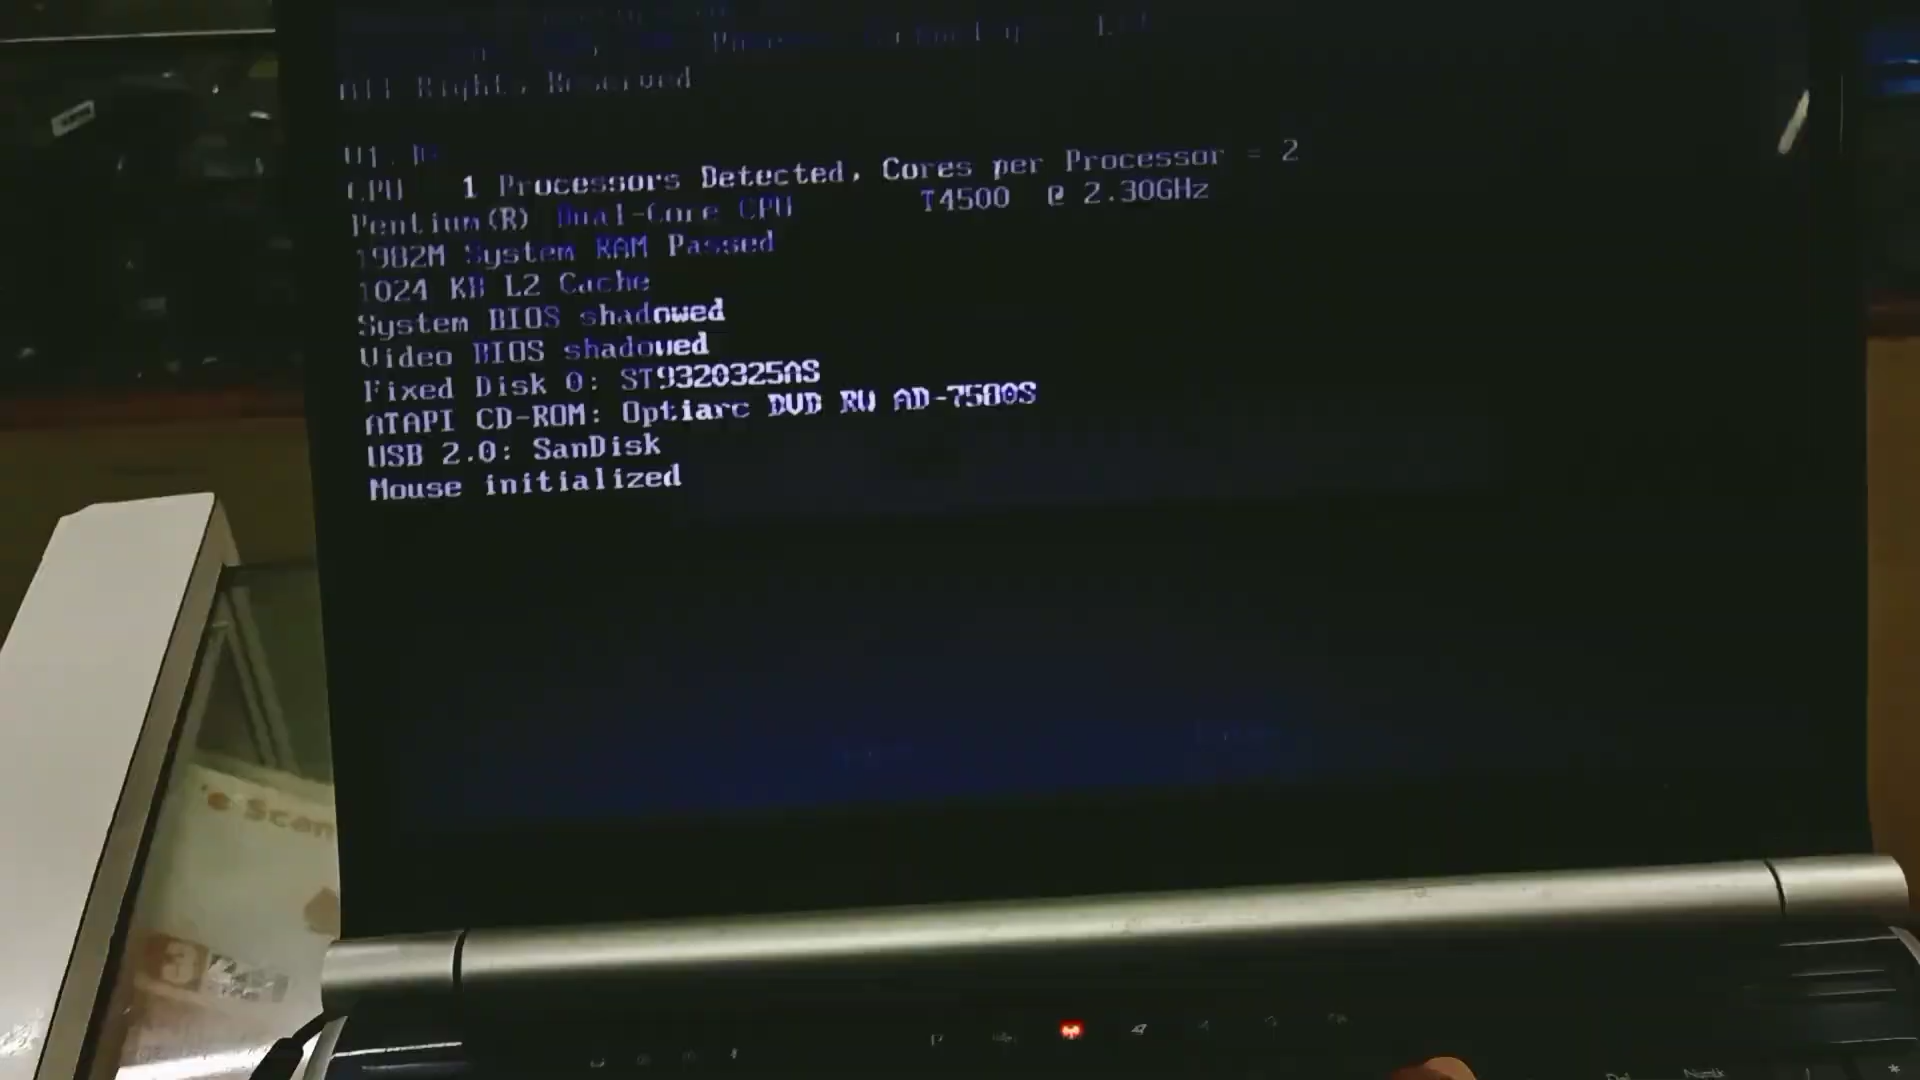 All Rights Reserved
CPU 1 Processors Detected, Cores per Processor = 2
Pentium(R) Dual-Core CPU T4500 @ 2.30GHz
1982M System RAM Passed
1024 KB L2 Cache
System BIOS shadowed
Video BIOS shadowed
Fixed Disk 0: ST9320325AS
ATAPI CD-ROM: Optiarc DVD RW AD-7580S
USB 2.0: SanDisk
Mouse initialized
Scan
3